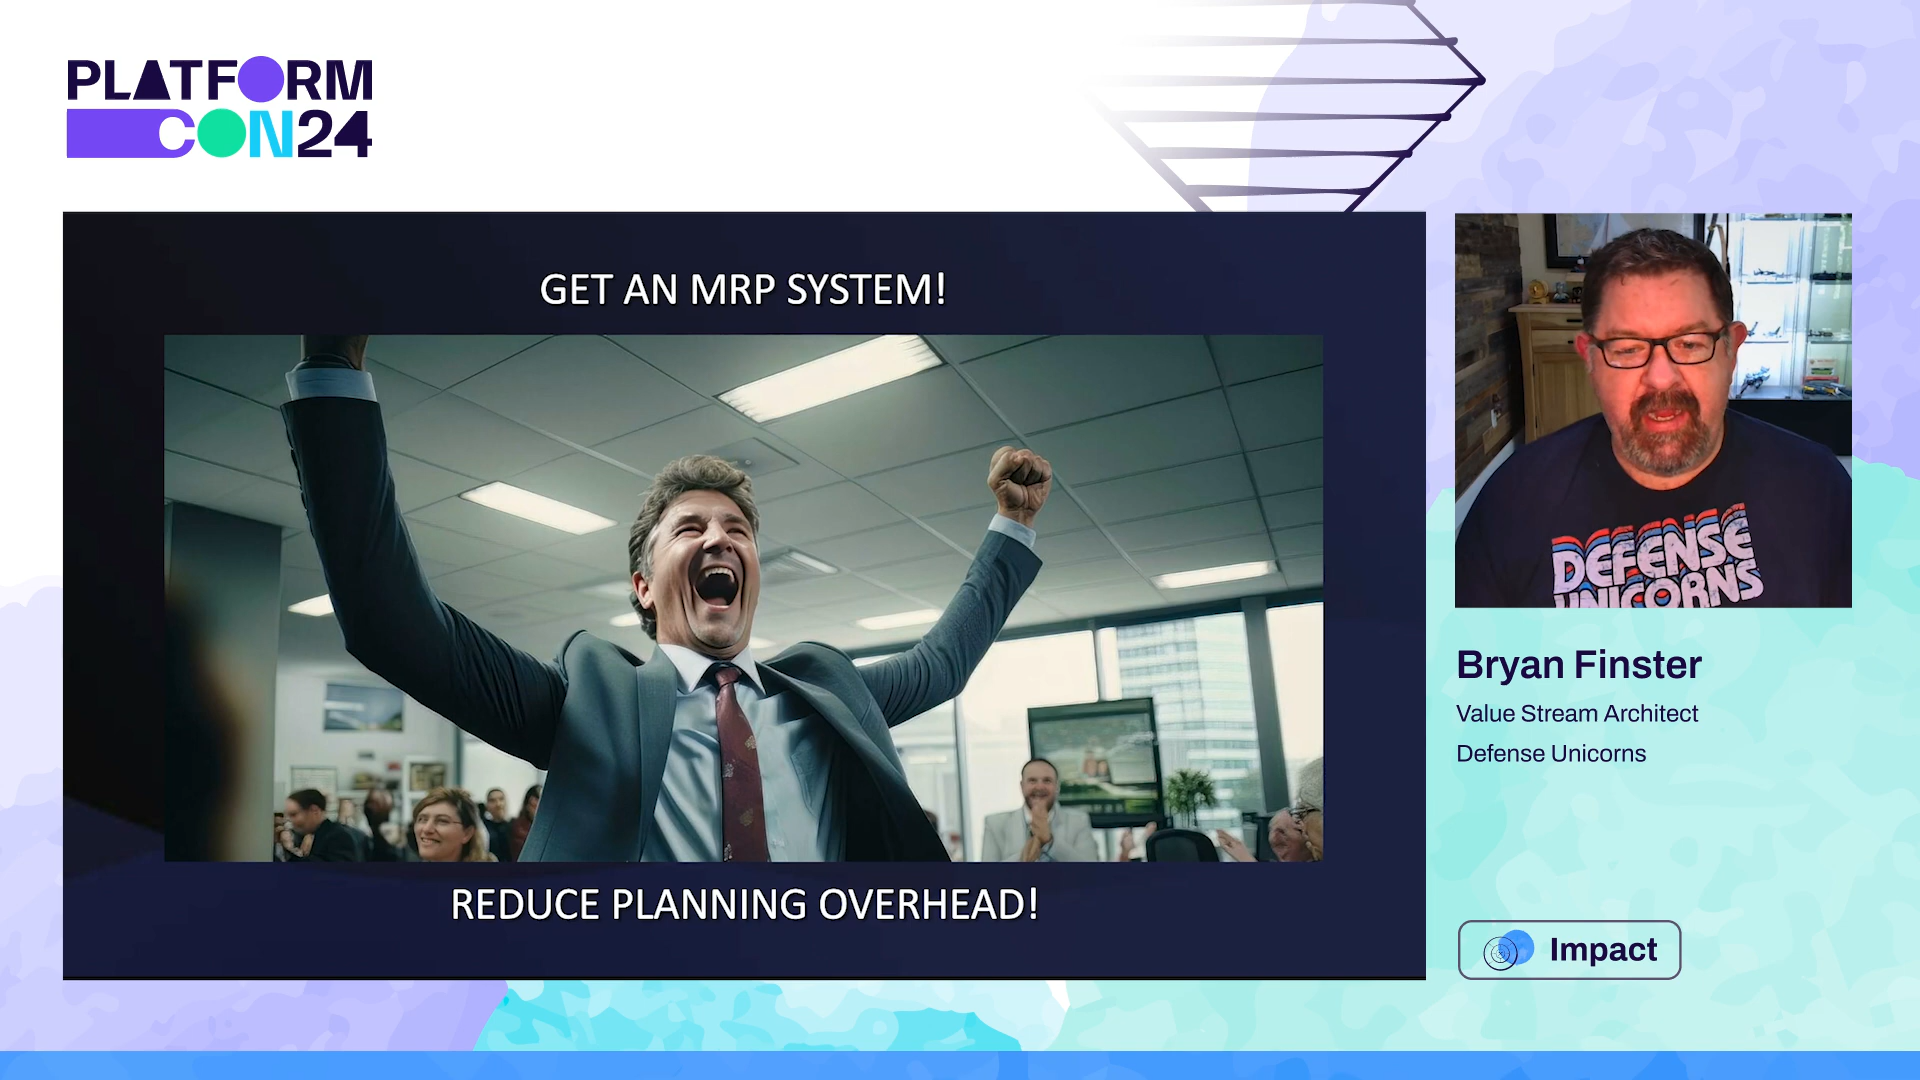 PLATFORM
CON24
GET AN MRP SYSTEM!
REDUCE PLANNING OVERHEAD!
DEFENSE
UNICORNS
Bryan Finster
Value Stream Architect
Defense Unicorns
Impact